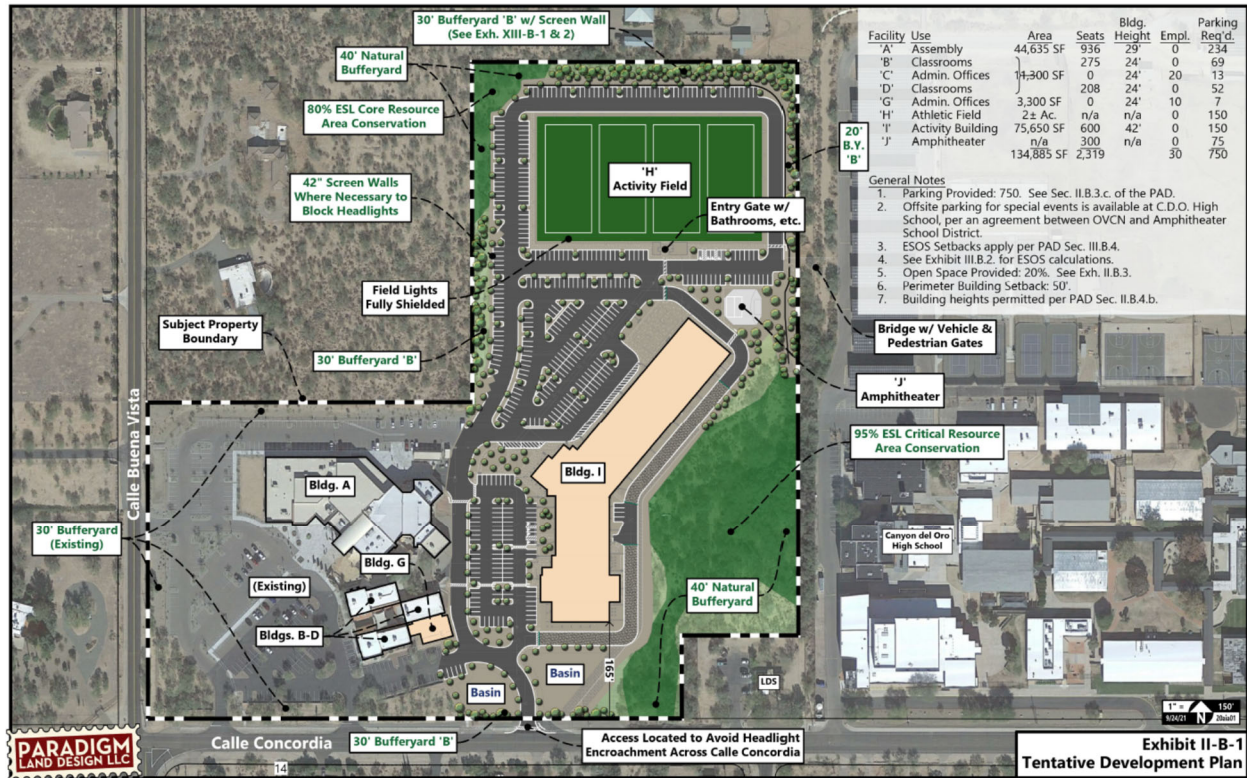 30' Bufferyard 'B' w/ Screen Wall
(See Exh. XIII-B-1 & 2)
40' Natural
Bufferyard
80% ESL Core Resource
Area Conservation
42" Screen Walls
Where Necessary to
Block Headlights
'H'
Activity Field
20'
B.Y.
'B'
Entry Gate w/
Bathrooms, etc.
Field Lights
Fully Shielded
Subject Property
Boundary
30' Bufferyard 'B'
Bldg. Parking
Facility Use Area Seats Height Empl. Req'd.
'A' Assembly 44,635 SF 936 29' 0 234
'B' Classrooms 275 24' 0 69
'C' Admin. Offices 11,300 SF 0 24' 20 13
'D' Classrooms 208 24' 0 52
'G' Admin. Offices 3,300 SF 0 24' 10 7
'H' Athletic Field 2± Ac. n/a n/a 0 150
'I' Activity Building 75,650 SF 600 42' 0 150
'J' Amphitheater n/a 300 n/a 0 75
134,885 SF 2,319 30 750
General Notes
1. Parking Provided: 750. See Sec. II.B.3.c. of the PAD.
2. Offsite parking for special events is available at C.D.O. High
School, per an agreement between OVCN and Amphitheater
School District.
3. ESOS Setbacks apply per PAD Sec. III.B.4.
4. See Exhibit III.B.2. for ESOS calculations.
5. Open Space Provided: 20%. See Exh. II.B.3.
6. Perimeter Building Setback: 50'.
7. Building heights permitted per PAD Sec. II.B.4.b.
Bridge w/ Vehicle &
Pedestrian Gates
'J'
Amphitheater
95% ESL Critical Resource
Area Conservation
Calle Buena Vista
Bldg. A
Bldg. I
30' Bufferyard
(Existing)
Bldg. G
(Existing)
Bldgs. B-D
Canyon del Oro
High School
40' Natural
Bufferyard
165'
Basin
Basin
LDS
Calle Concordia
30' Bufferyard 'B'
Access Located to Avoid Headlight
Encroachment Across Calle Concordia
14
PARADIGM
LAND DESIGN LLC
1" = 150'
9/24/21 N 20aia01
Exhibit II-B-1
Tentative Development Plan